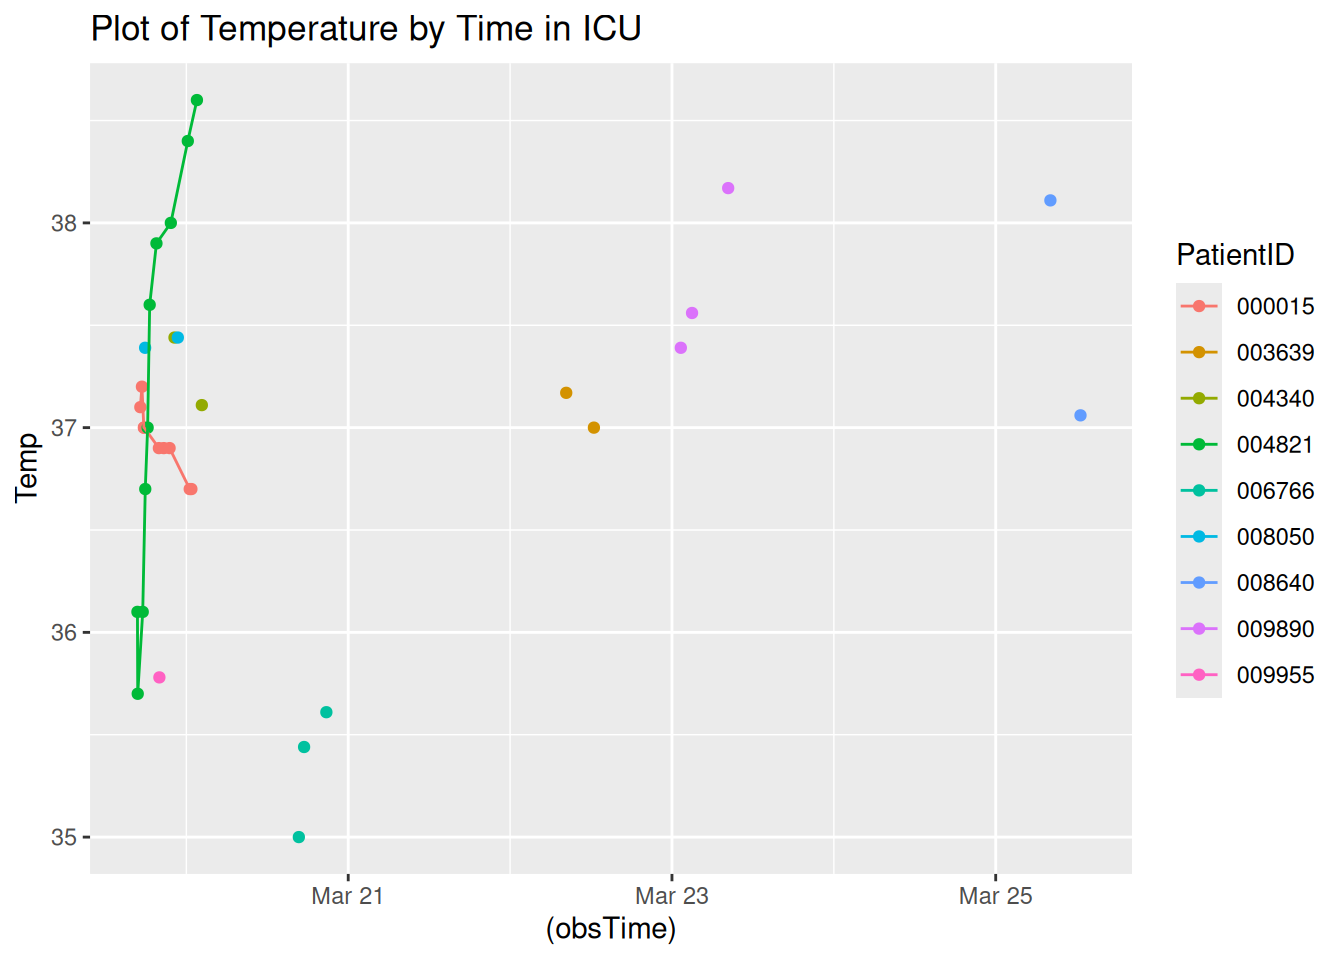 Plot of Temperature by Time in ICU
Temp
38
37
36
35
Mar 21
Mar 23
Mar 25
(obsTime)
PatientID
000015
003639
004340
004821
006766
008050
008640
009890
009955